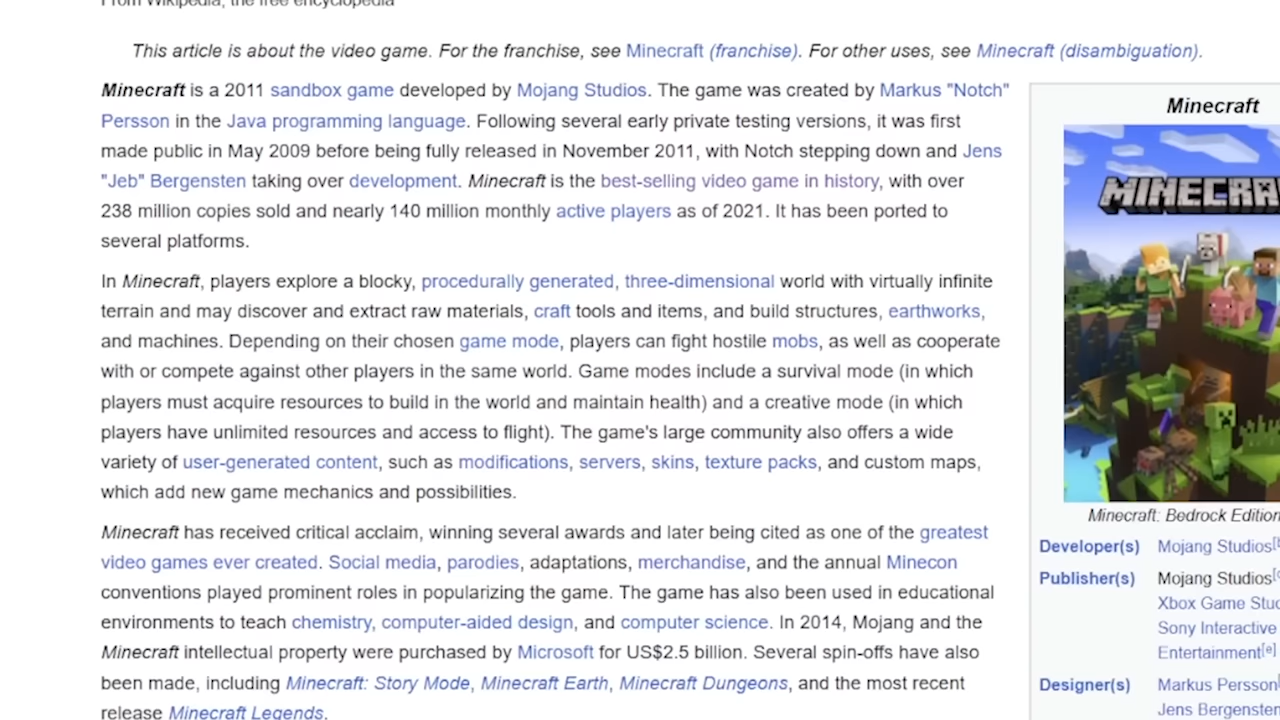 From Wikipedia, the free encyclopedia
This article is about the video game. For the franchise, see Minecraft (franchise). For other uses, see Minecraft (disambiguation).
Minecraft is a 2011 sandbox game developed by Mojang Studios. The game was created by Markus "Notch"
Persson in the Java programming language. Following several early private testing versions, it was first
made public in May 2009 before being fully released in November 2011, with Notch stepping down and Jens
"Jeb" Bergensten taking over development. Minecraft is the best-selling video game in history, with over
238 million copies sold and nearly 140 million monthly active players as of 2021. It has been ported to
several platforms.
In Minecraft, players explore a blocky, procedurally generated, three-dimensional world with virtually infinite
terrain and may discover and extract raw materials, craft tools and items, and build structures, earthworks,
and machines. Depending on their chosen game mode, players can fight hostile mobs, as well as cooperate
with or compete against other players in the same world. Game modes include a survival mode (in which
players must acquire resources to build in the world and maintain health) and a creative mode (in which
players have unlimited resources and access to flight). The game's large community also offers a wide
variety of user-generated content, such as modifications, servers, skins, texture packs, and custom maps,
which add new game mechanics and possibilities.
Minecraft has received critical acclaim, winning several awards and later being cited as one of the greatest
video games ever created. Social media, parodies, adaptations, merchandise, and the annual Minecon
conventions played prominent roles in popularizing the game. The game has also been used in educational
environments to teach chemistry, computer-aided design, and computer science. In 2014, Mojang and the
Minecraft intellectual property were purchased by Microsoft for US$2.5 billion. Several spin-offs have also
been made, including Minecraft: Story Mode, Minecraft Earth, Minecraft Dungeons, and the most recent
release Minecraft Legends.
Minecraft
MINECRA
Minecraft: Bedrock Edition
Developer(s) Mojang Studios
Publisher(s) Mojang Studios
Xbox Game Stud
Sony Interactive
Entertainment[e]
Designer(s) Markus Persson
Jens Bergensten